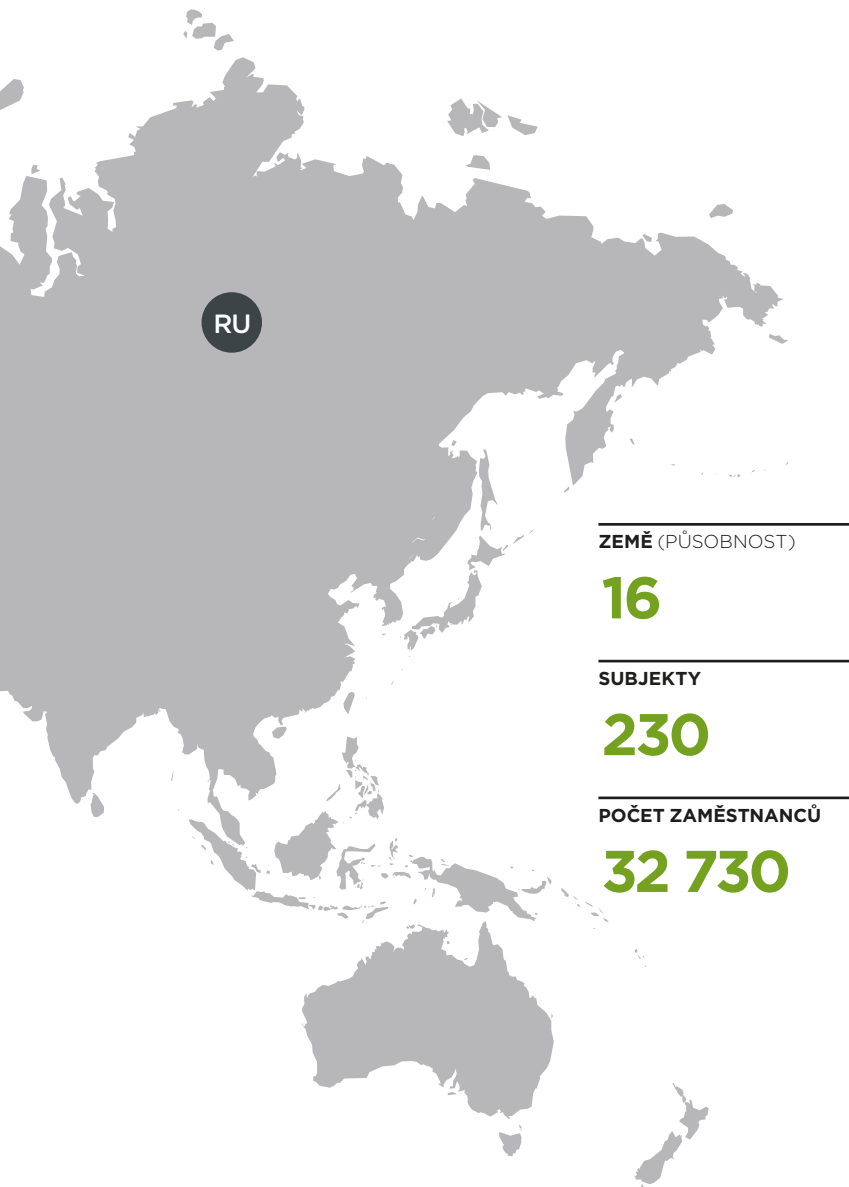 RU
ZEMĚ (PŮSOBNOST)
16
SUBJEKTY
230
POČET ZAMĚSTNANCŮ
32 730